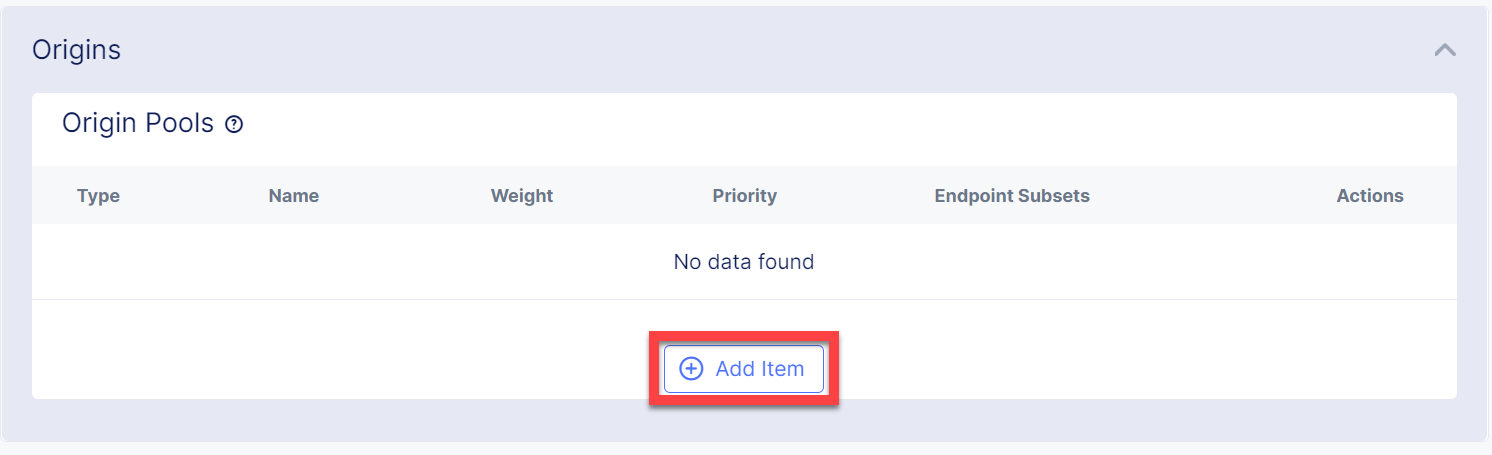 Origins
Origin Pools
Type Name Weight Priority Endpoint Subsets Actions
No data found
Add Item